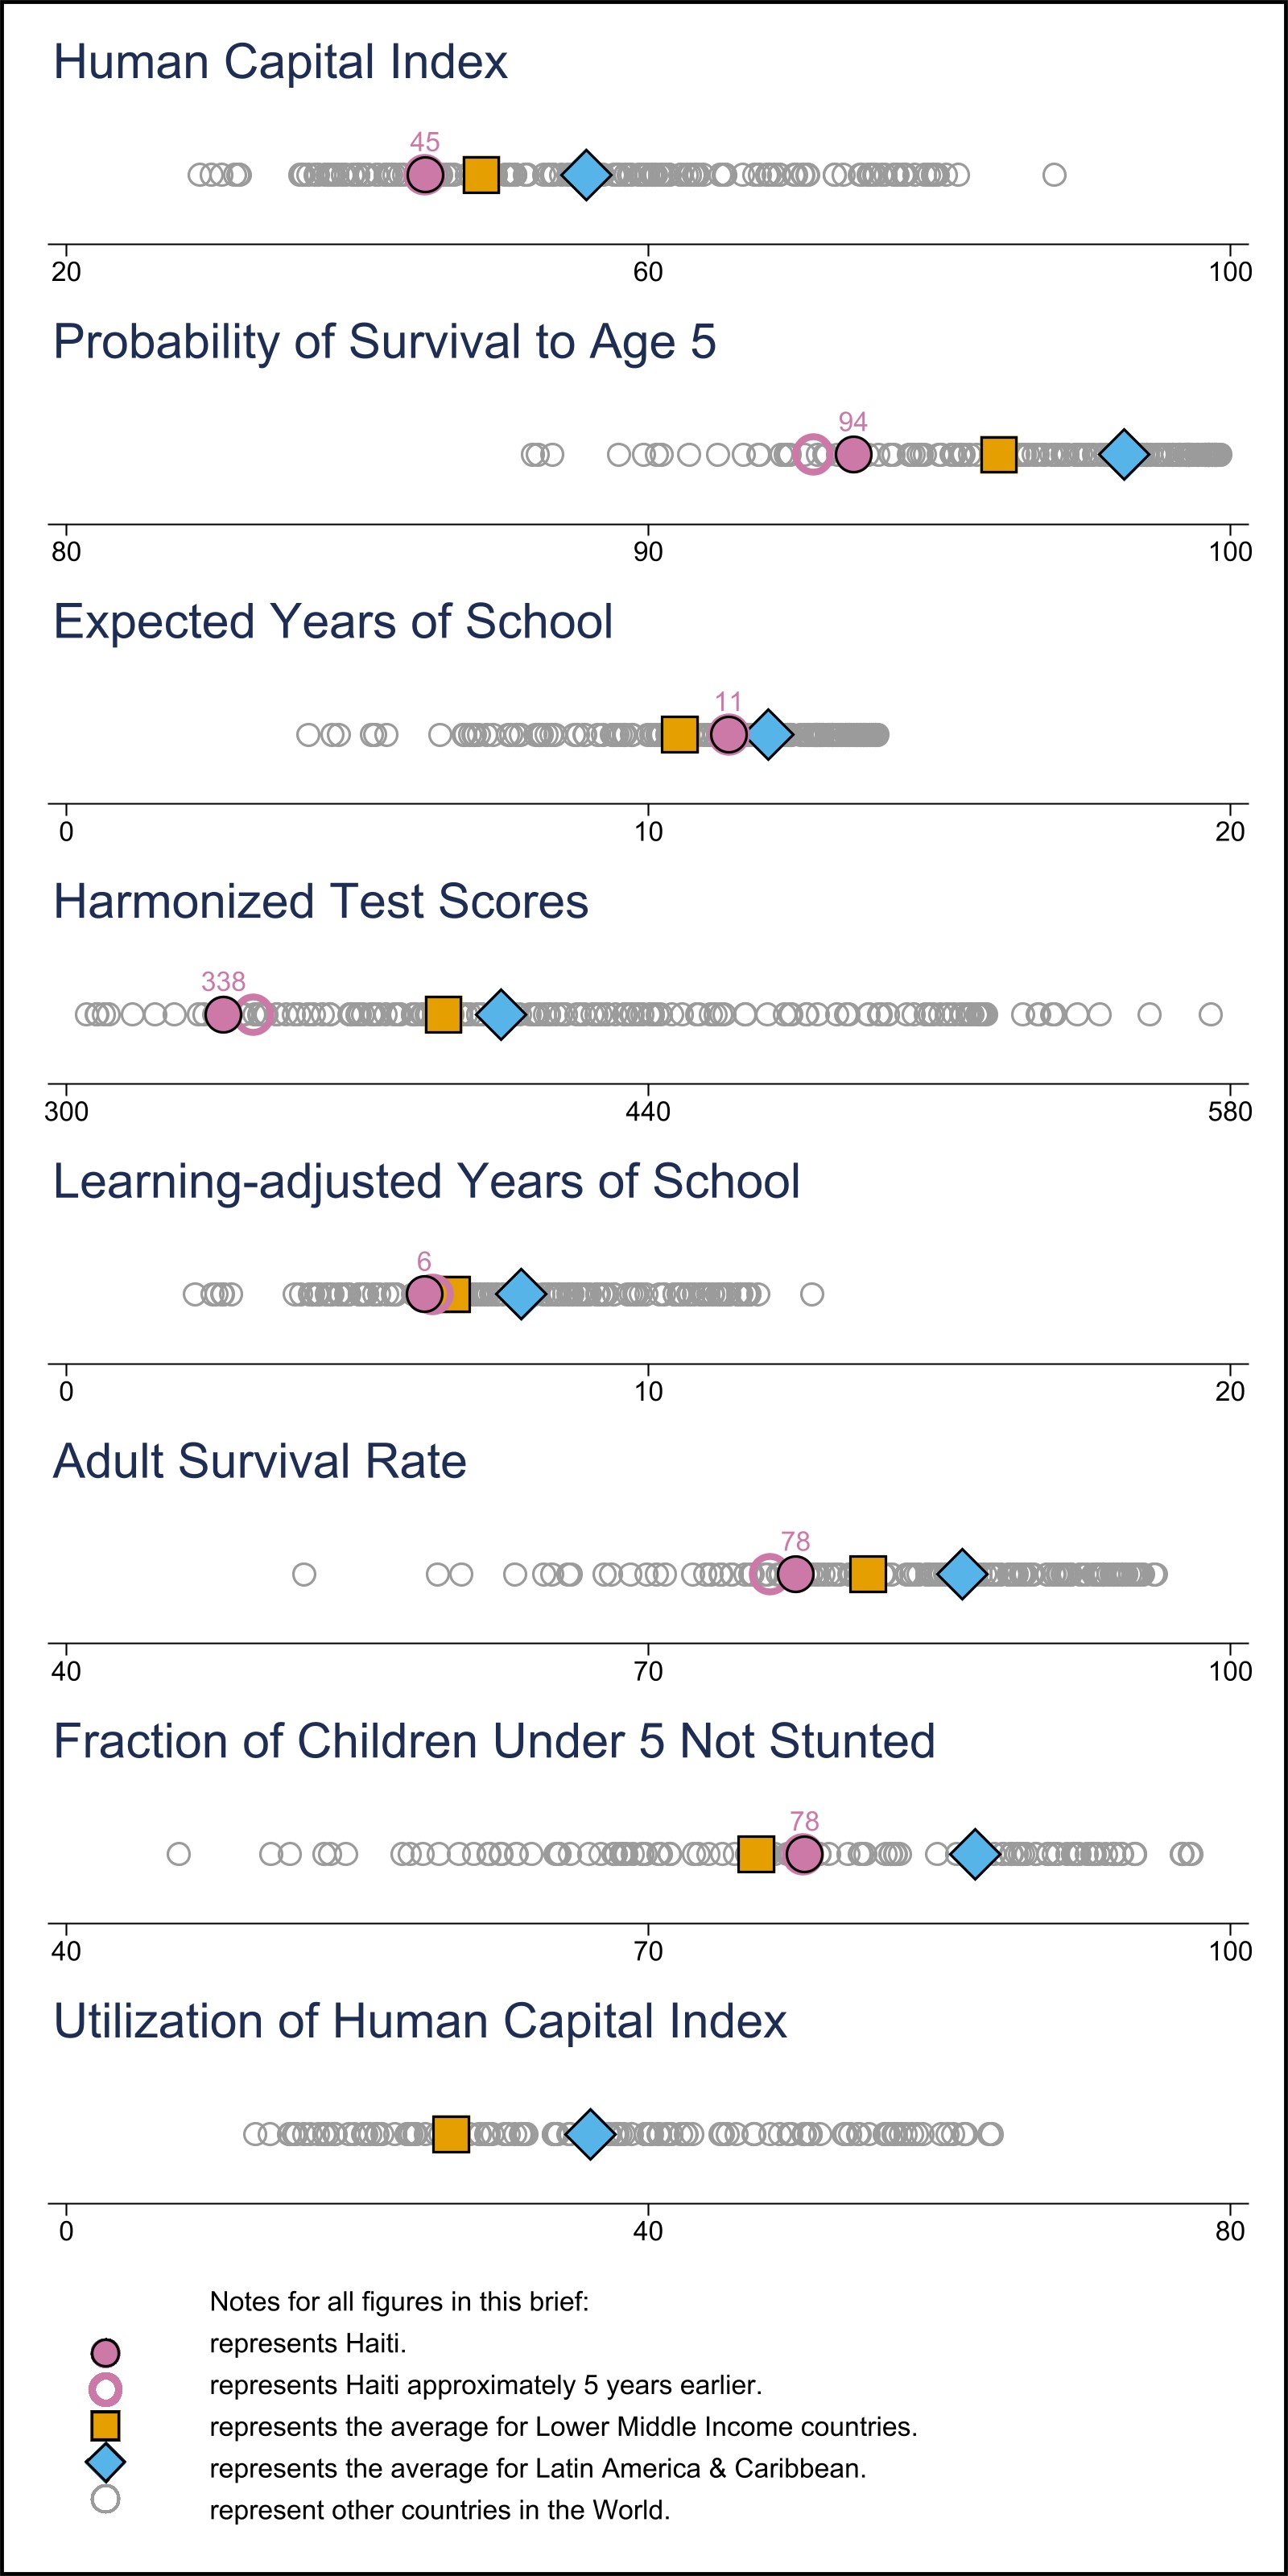 Human Capital Index
45
20 60 100
Probability of Survival to Age 5
94
80 90 100
Expected Years of School
11
0 10 20
Harmonized Test Scores
338
300 440 580
Learning-adjusted Years of School
6
0 10 20
Adult Survival Rate
78
40 70 100
Fraction of Children Under 5 Not Stunted
78
40 70 100
Utilization of Human Capital Index
0 40 80
Notes for all figures in this brief:
represents Haiti.
represents Haiti approximately 5 years earlier.
represents the average for Lower Middle Income countries.
represents the average for Latin America & Caribbean.
represent other countries in the World.